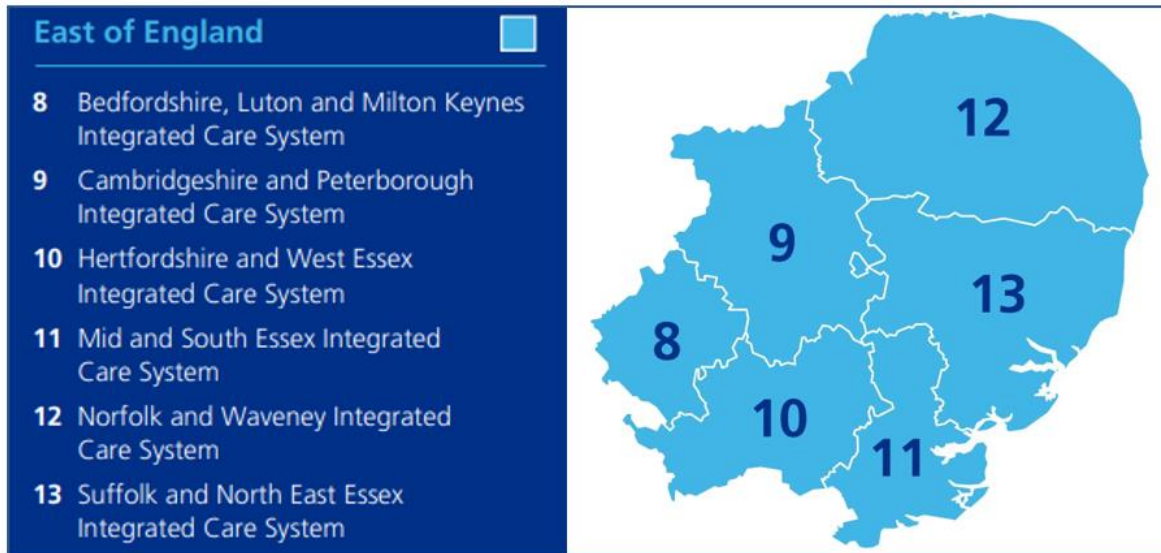 East of England
8 Bedfordshire, Luton and Milton Keynes
Integrated Care System
9 Cambridgeshire and Peterborough
Integrated Care System
10 Hertfordshire and West Essex
Integrated Care System
11 Mid and South Essex Integrated
Care System
12 Norfolk and Waveney Integrated
Care System
13 Suffolk and North East Essex
Integrated Care System
12
9
13
8
10
11